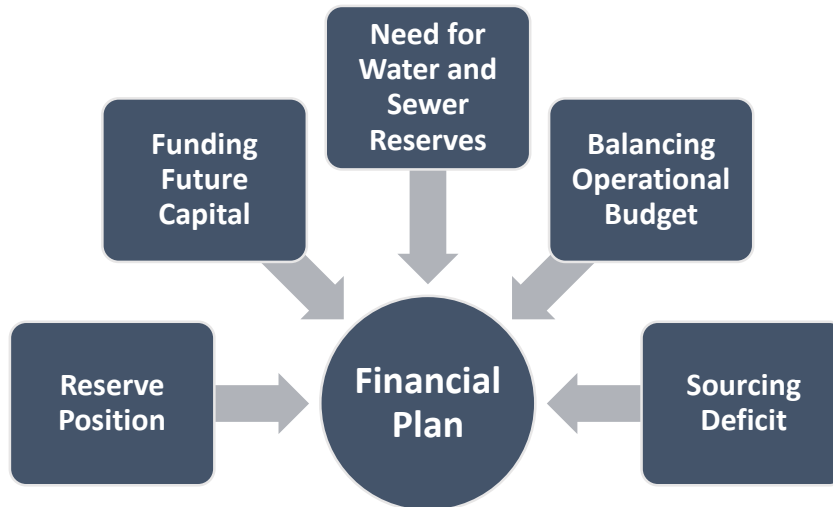 Need for
Water and
Sewer
Reserves
Funding
Future
Capital
Balancing
Operational
Budget
Reserve
Position
Financial
Plan
Sourcing
Deficit